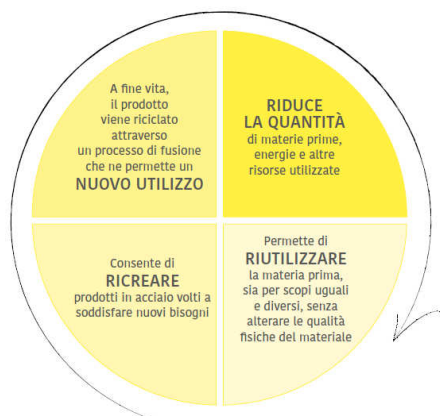 A fine vita,
il prodotto
viene riciclato
attraverso
un processo di fusione
che ne permette un
NUOVO UTILIZZO
RIDUCE
LA QUANTITÀ
di materie prime,
energie e altre
risorse utilizzate
Consente di
RICREARE
prodotti in acciaio volti a
soddisfare nuovi bisogni
Permette di
RIUTILIZZARE
la materia prima,
sia per scopi uguali
e diversi, senza
alterare le qualità
fisiche del materiale